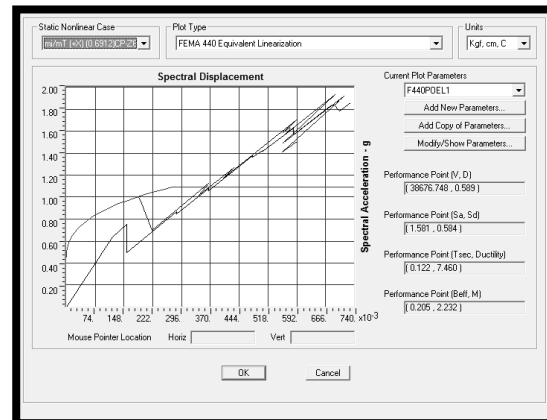 Static Nonlinear Case
Plot Type
Units
FEMA 440 Equivalent Linearization
Kgf, cm, C
Spectral Displacement
Current Plot Parameters
F440POEL1
Add New Parameters...
Add Copy of Parameters...
Modify/Show Parameters...
Performance Point (V, D)
( 38676.748 , 0.589 )
Performance Point (Sa, Sd)
( 1.581 , 0.584 )
Performance Point (Tsec, Ductility)
( 0.122 , 7.460 )
Performance Point (Beff, M)
( 0.205 , 2.232 )
2.00
1.80
1.60
1.40
1.20
1.00
0.80
0.60
0.40
0.20
Spectral Acceleration - g
74. 148. 222. 296. 370. 444. 518. 592. 666. 740. x10-3
Mouse Pointer Location Horiz Vert
OK Cancel